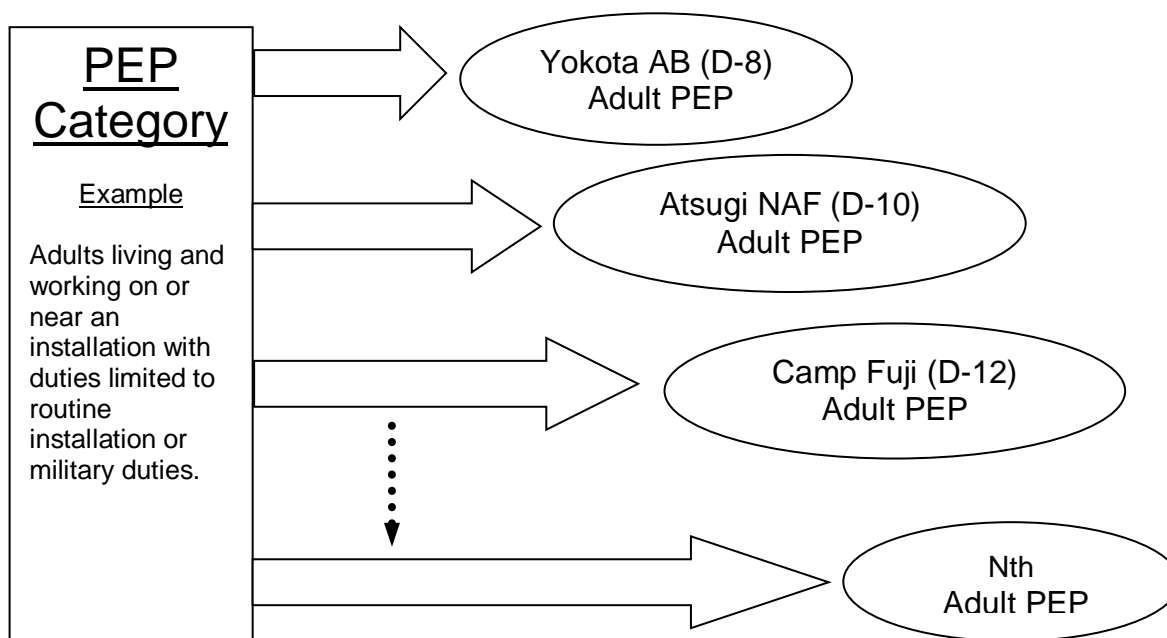 PEP
Category
Example
Adults living and
working on or
near an
installation with
duties limited to
routine
installation or
military duties.
Yokota AB (D-8)
Adult PEP
Atsugi NAF (D-10)
Adult PEP
Camp Fuji (D-12)
Adult PEP
Nth
Adult PEP